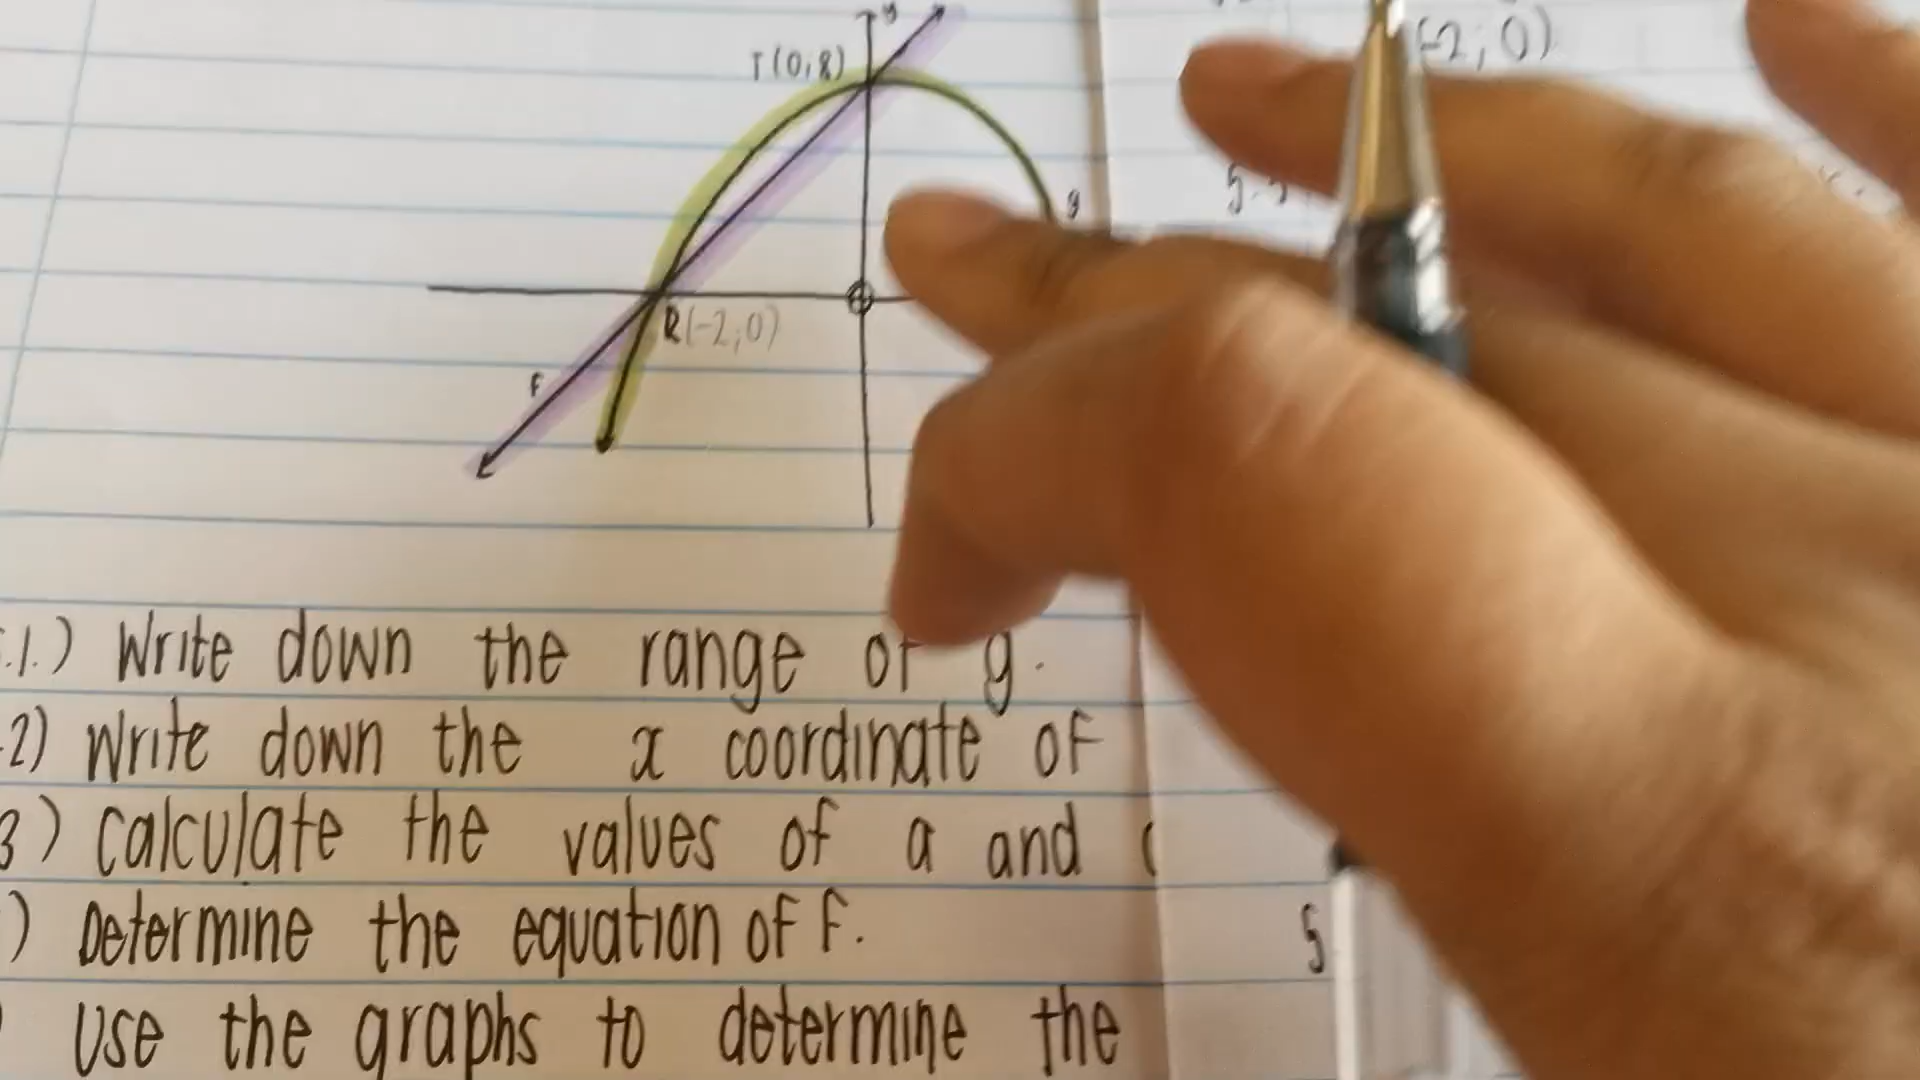 y
T(0;8)
(-2;0)
g
R(-2;0)
F
.1.) Write down the range of g.
2) Write down the x coordinate of
3) Calculate the values of a and
) Determine the equation of F.
5
Use the graphs to determine the